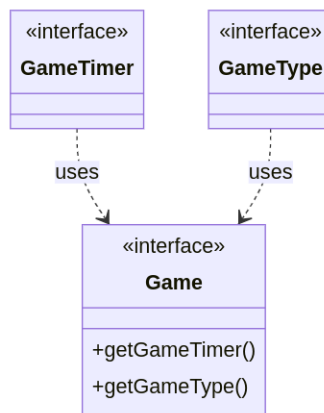 «interface»
GameTimer
«interface»
GameType
uses
uses
«interface»
Game
+getGameTimer()
+getGameType()